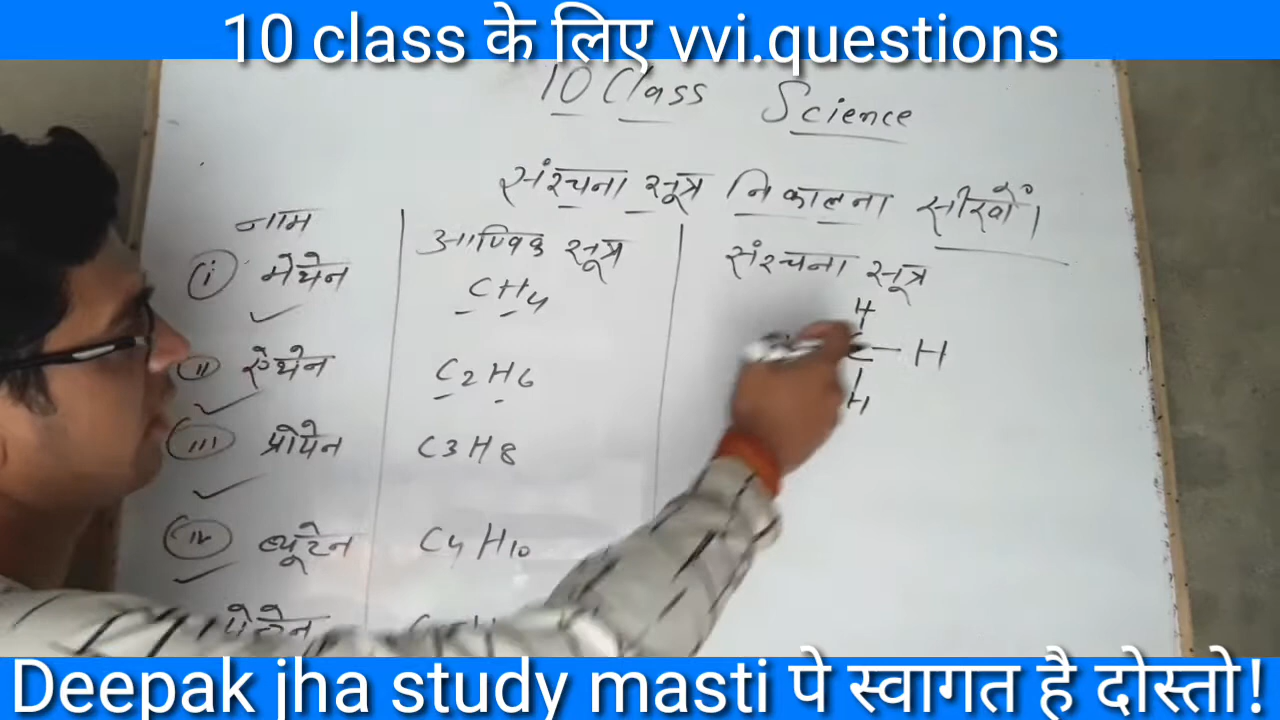 10 class के लिए vvi.questions
10 Class Science
संरचना सूत्र निकालना सीखों।
नाम आण्विक सूत्र संरचना सूत्र
(i) मेथेन CH4
H
C—H
H
(ii) ऐथेन C2H6
(iii) प्रोपेन C3H8
(iv) ब्यूटेन C4H10
Deepak jha study masti पे स्वागत है दोस्तो!